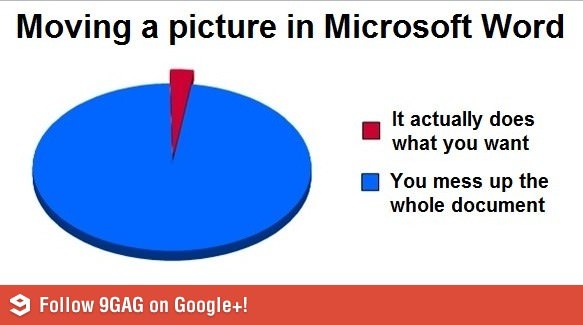 Moving a picture in Microsoft Word
It actually does
what you want
You mess up the
whole document
Follow 9GAG on Google+!